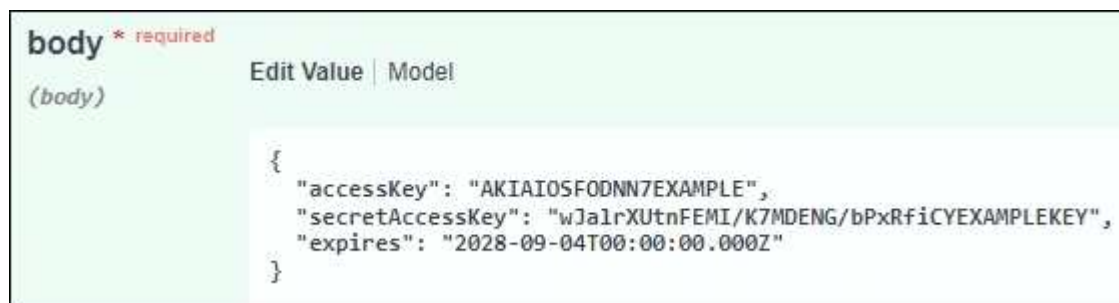 body * required
Edit Value | Model
(body)
{
"accessKey": "AKIAIOSFODNN7EXAMPLE",
"secretAccessKey": "wJalrXUtnFEMI/K7MDENG/bPxRfiCYEXAMPLEKEY",
"expires": "2028-09-04T00:00:00.000Z"
}